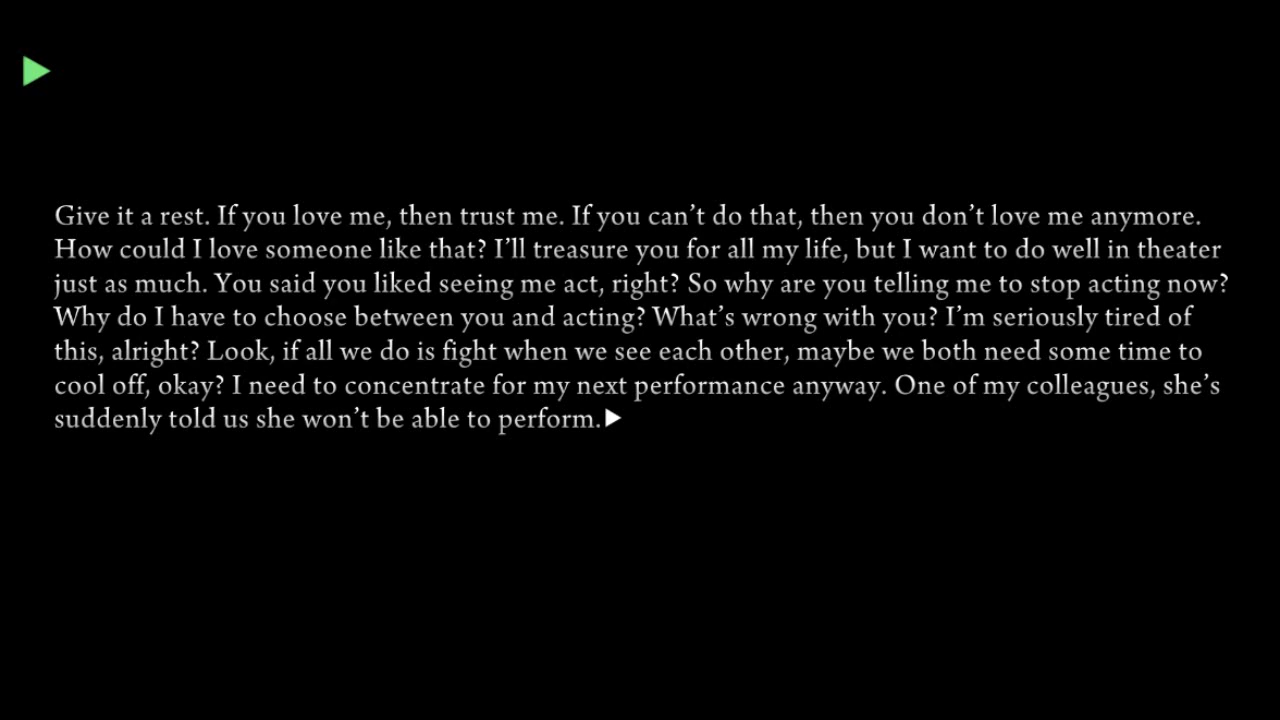 Give it a rest. If you love me, then trust me. If you can’t do that, then you don’t love me anymore.
How could I love someone like that? I’ll treasure you for all my life, but I want to do well in theater
just as much. You said you liked seeing me act, right? So why are you telling me to stop acting now?
Why do I have to choose between you and acting? What’s wrong with you? I’m seriously tired of
this, alright? Look, if all we do is fight when we see each other, maybe we both need some time to
cool off, okay? I need to concentrate for my next performance anyway. One of my colleagues, she’s
suddenly told us she won’t be able to perform.